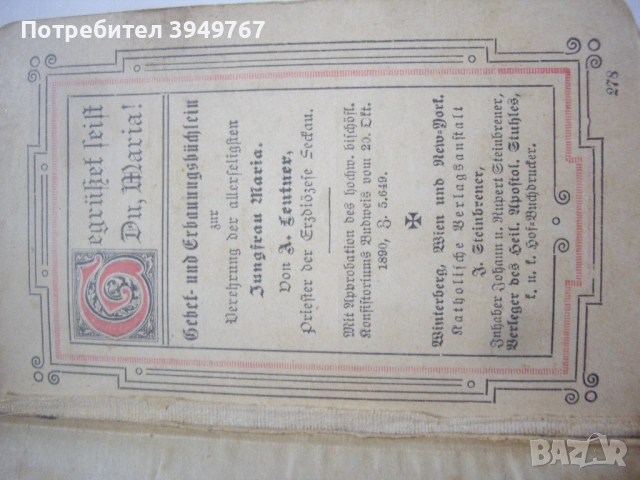 Потребител 3949767
Gegrüßet seist
Du, Maria!
Gebet- und Erbauungsbüchlein
zur
Verehrung der allerseligsten
Jungfrau Maria.
Von A. Leutner,
Priester der Erzdiözese Seckau.
Mit Approbation des hochw. bischöfl.
Konsistoriums Budweis vom 20. Okt.
1890, Z. 5.649.
Winterberg, Wien und New-York.
Katholische Verlagsanstalt
J. Steinbrener,
Inhaber Johann u. Rupert Steinbrener,
Verleger des Heil. Apostol. Stuhles,
k. u. k. Hof-Buchdrucker.
278
BAZAR